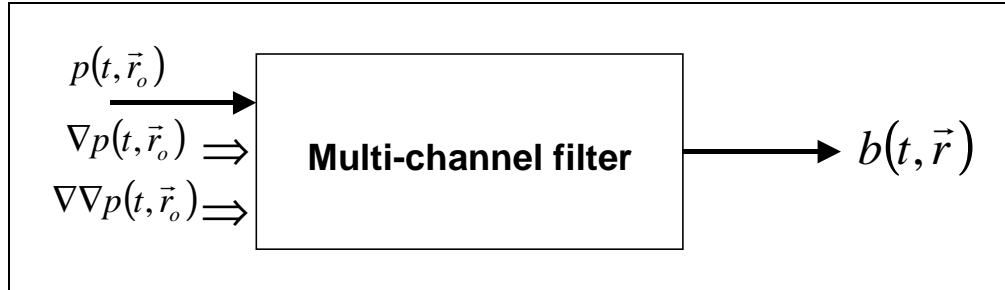 p(t, r⃗ₒ)
∇p(t, r⃗ₒ) ⇒
∇∇p(t, r⃗ₒ) ⇒
Multi-channel filter
b(t, r⃗)